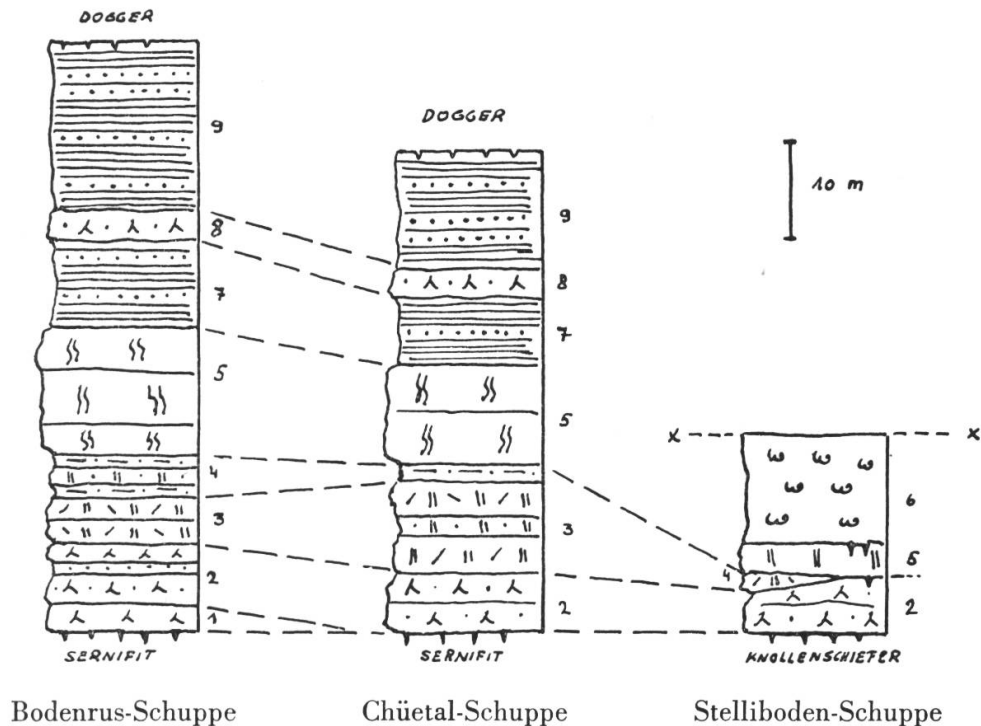 DOGGER
9
8
7
5
4
3
2
1
SERNIFIT
Bodenrus-Schuppe
DOGGER
9
8
7
5
3
2
SERNIFIT
Chüetal-Schuppe
10 m
x x
6
5
4
2
KNOLLENSCHIEFER
Stelliboden-Schuppe